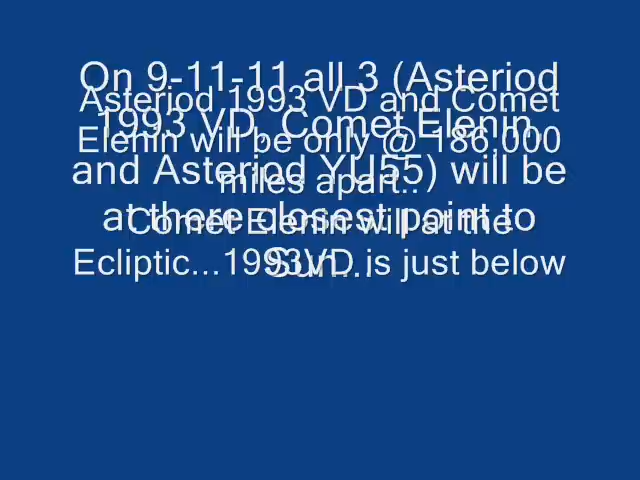 On 9-11-11 all 3 (Asteriod
1993 VD, Comet Elenin,
and Asteriod YU55) will be
at there closest point to
Sun...
Asteriod 1993 VD and Comet
Elenin will be only @ 186,000
miles apart..
Comet Elenin will at the
Ecliptic...1993VD is just below